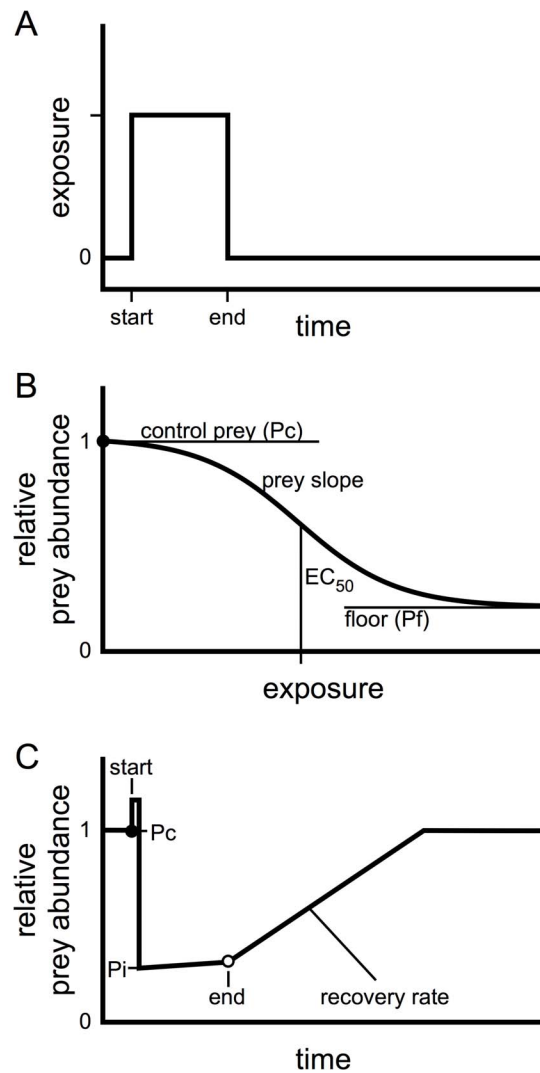 A
exposure
0
start
end
time
B
relative
prey abundance
1
control prey (Pc)
prey slope
EC50
floor (Pf)
0
exposure
C
start
relative
prey abundance
1
Pc
Pi
end
recovery rate
0
time